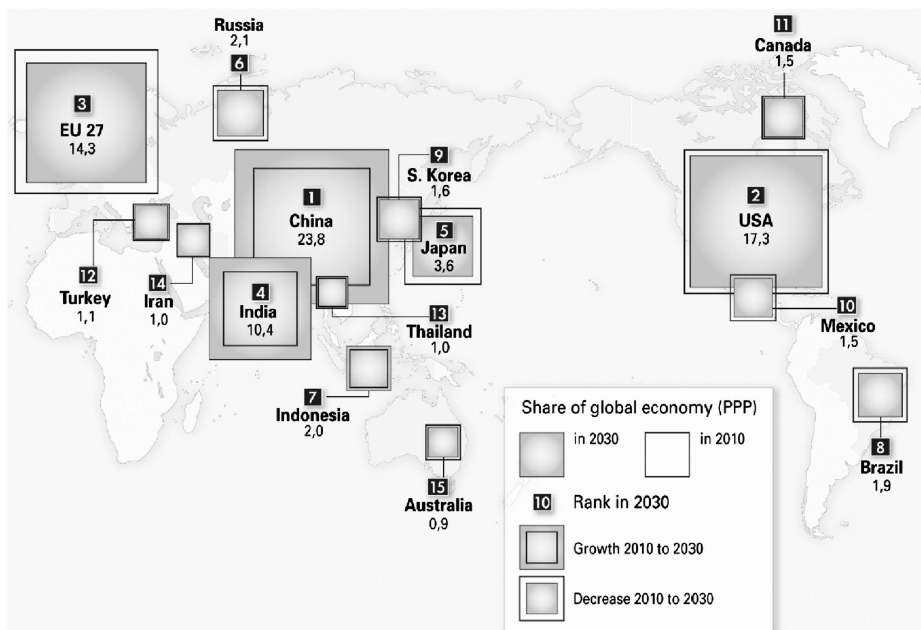 Russia
2,1
6
11
Canada
1,5
3
EU 27
14,3
9
S. Korea
1,6
1
China
23,8
2
USA
17,3
5
Japan
3,6
12
Turkey
1,1
14
Iran
1,0
4
India
10,4
13
Thailand
1,0
10
Mexico
1,5
7
Indonesia
2,0
15
Australia
0,9
8
Brazil
1,9
Share of global economy (PPP)
in 2030
in 2010
10 Rank in 2030
Growth 2010 to 2030
Decrease 2010 to 2030